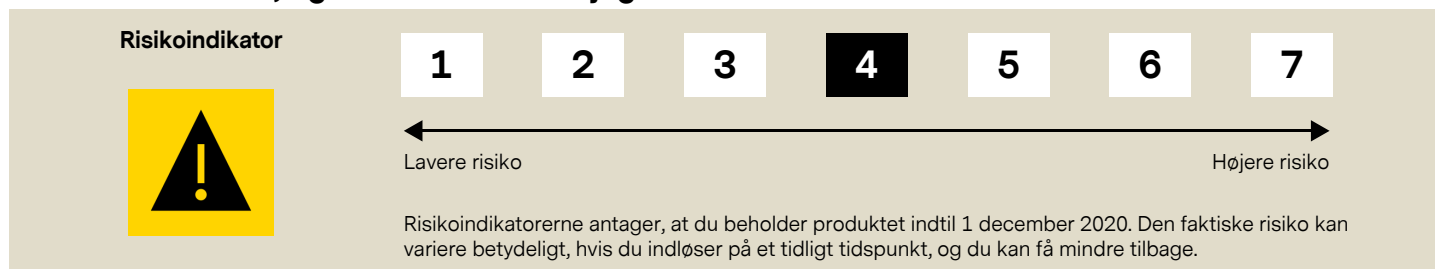 Risikoindikator
1 2 3 4 5 6 7
Lavere risiko Højere risiko
Risikoindikatorerne antager, at du beholder produktet indtil 1 december 2020. Den faktiske risiko kan
variere betydeligt, hvis du indløser på et tidligt tidspunkt, og du kan få mindre tilbage.